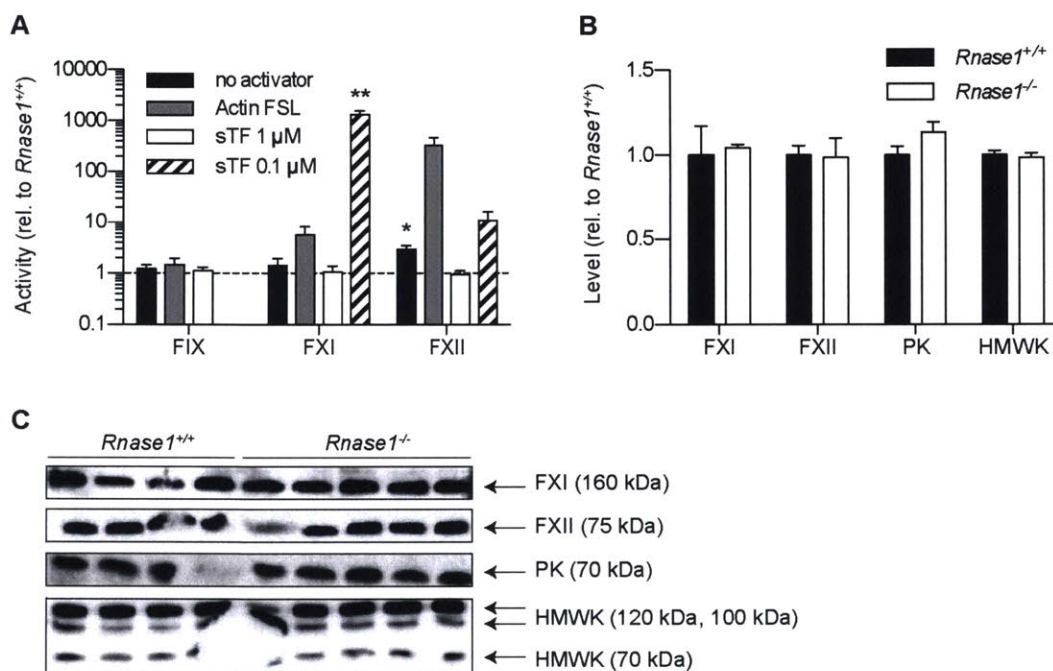 A
Activity (rel. to Rnase1+/+)
10000
1000
100
10
1
0.1
no activator
Actin FSL
sTF 1 µM
sTF 0.1 µM
**
*
FIX FXI FXII
B
Level (rel. to Rnase1+/+)
1.5
1.0
0.5
0.0
Rnase1+/+
Rnase1-/-
FXI FXII PK HMWK
C
Rnase1+/+ Rnase1-/-
FXI (160 kDa)
FXII (75 kDa)
PK (70 kDa)
HMWK (120 kDa, 100 kDa)
HMWK (70 kDa)